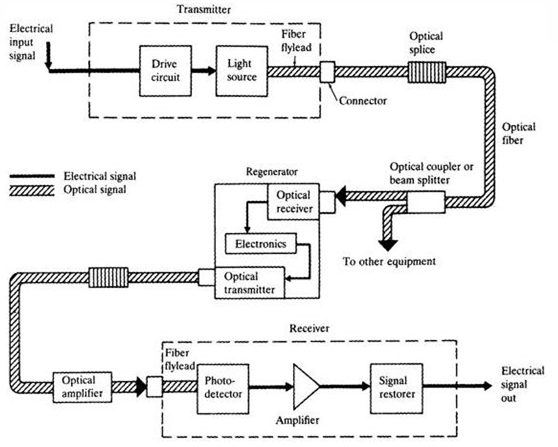 Transmitter
Electrical
input
signal
Fiber
flylead
Optical
splice
Drive
circuit
Light
source
Connector
Optical
fiber
Electrical signal
Optical signal
Regenerator
Optical coupler or
beam splitter
Optical
receiver
Electronics
To other equipment
Optical
transmitter
Receiver
Fiber
flylead
Optical
amplifier
Photo-
detector
Signal
restorer
Electrical
signal
out
Amplifier